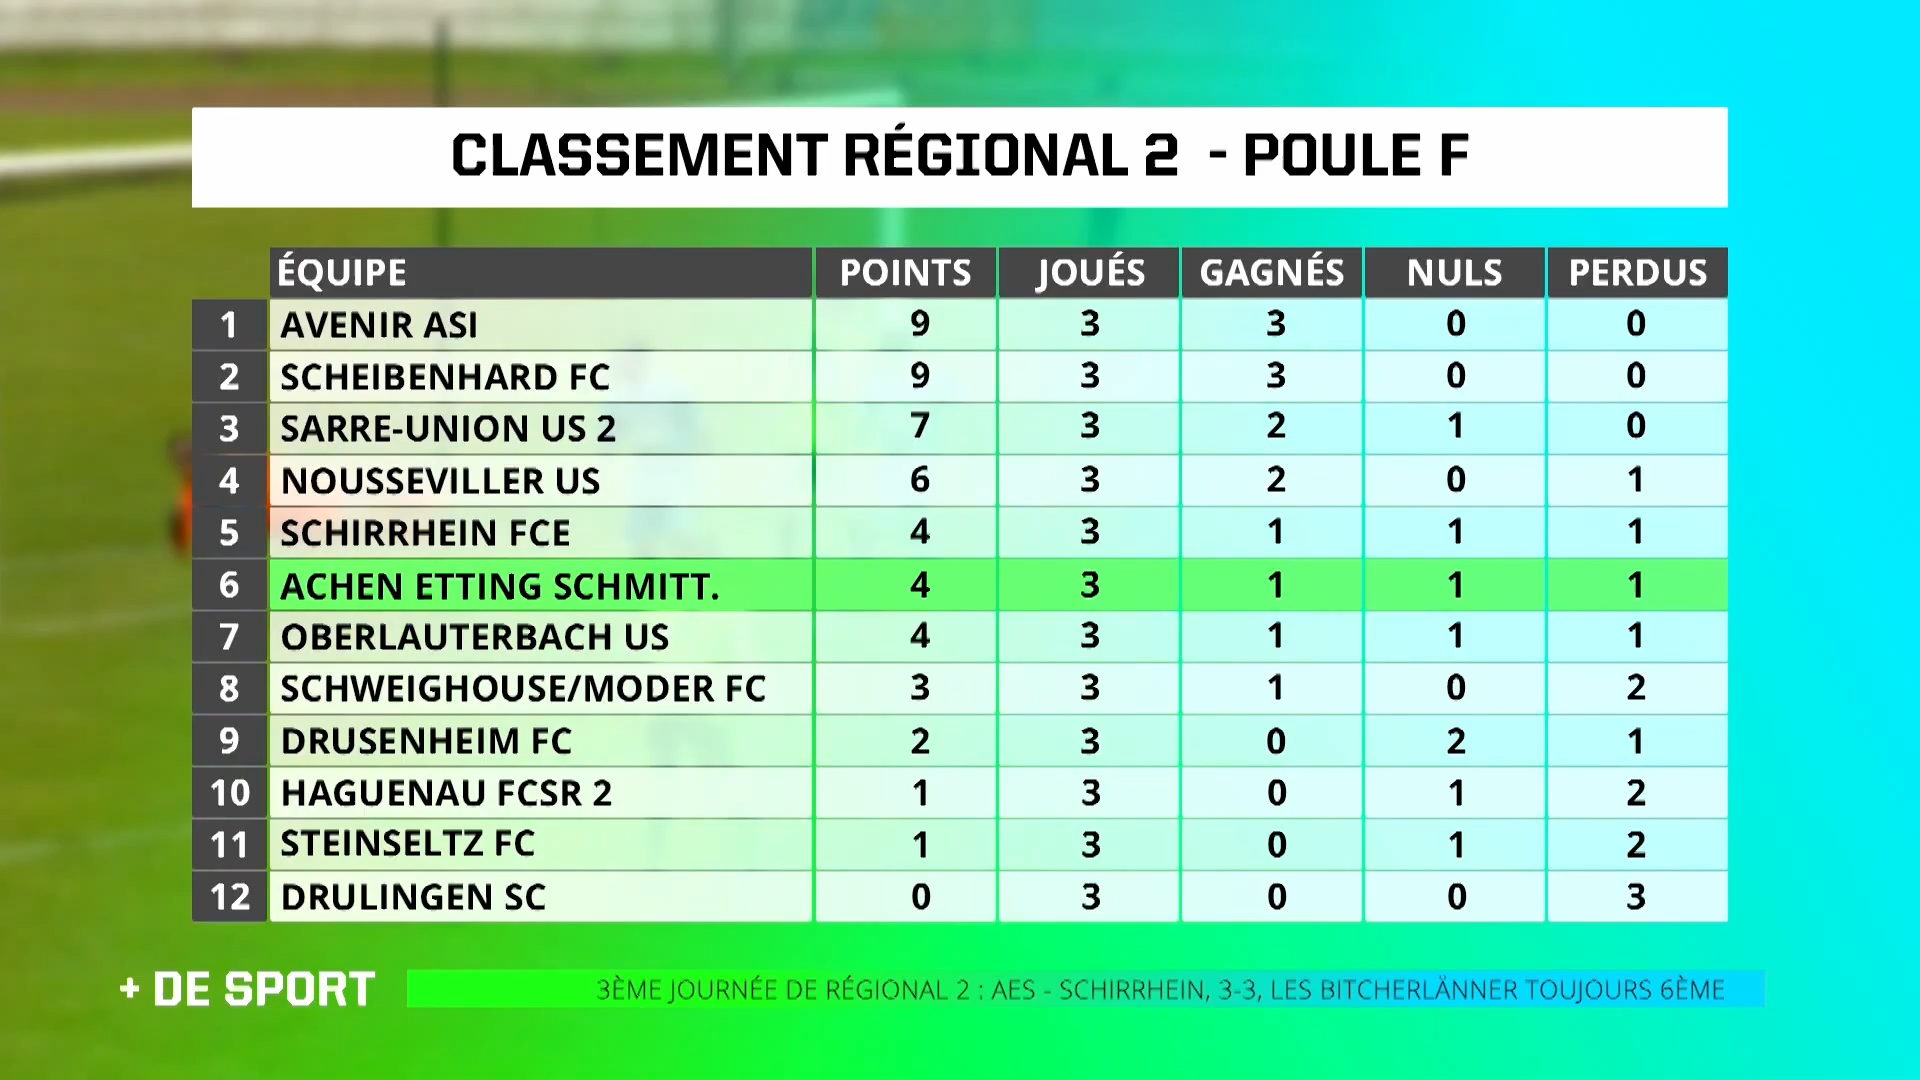 CLASSEMENT RÉGIONAL 2 - POULE F
ÉQUIPE POINTS JOUÉS GAGNÉS NULS PERDUS
1 AVENIR ASI 9 3 3 0 0
2 SCHEIBENHARD FC 9 3 3 0 0
3 SARRE-UNION US 2 7 3 2 1 0
4 NOUSSEVILLER US 6 3 2 0 1
5 SCHIRRHEIN FCE 4 3 1 1 1
6 ACHEN ETTING SCHMITT. 4 3 1 1 1
7 OBERLAUTERBACH US 4 3 1 1 1
8 SCHWEIGHOUSE/MODER FC 3 3 1 0 2
9 DRUSENHEIM FC 2 3 0 2 1
10 HAGUENAU FCSR 2 1 3 0 1 2
11 STEINSELTZ FC 1 3 0 1 2
12 DRULINGEN SC 0 3 0 0 3
+ DE SPORT 3ÈME JOURNÉE DE RÉGIONAL 2 : AES - SCHIRRHEIN, 3-3, LES BITCHERLÄNNER TOUJOURS 6ÈME